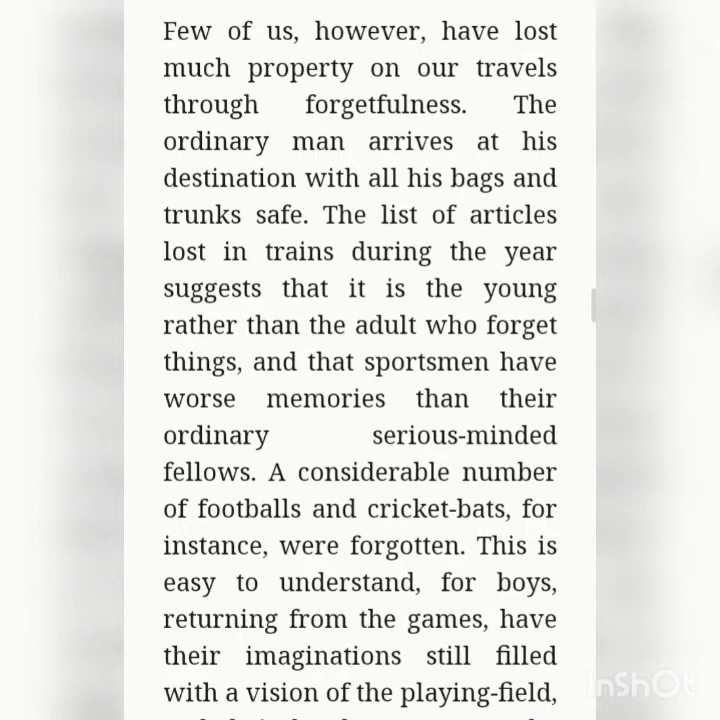 Few of us, however, have lost
much property on our travels
through forgetfulness. The
ordinary man arrives at his
destination with all his bags and
trunks safe. The list of articles
lost in trains during the year
suggests that it is the young
rather than the adult who forget
things, and that sportsmen have
worse memories than their
ordinary serious-minded
fellows. A considerable number
of footballs and cricket-bats, for
instance, were forgotten. This is
easy to understand, for boys,
returning from the games, have
their imaginations still filled
with a vision of the playing-field,
InShOt